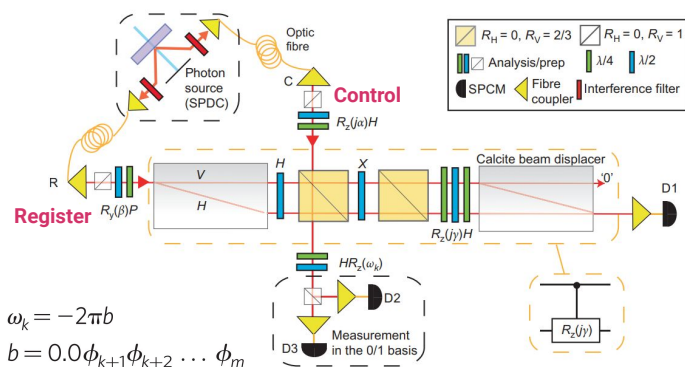 Photon
source
(SPDC)
Optic
fibre
C
Control
R_z(jα)H
R_H = 0, R_V = 2/3
R_H = 0, R_V = 1
Analysis/prep
λ/4
λ/2
SPCM
Fibre
coupler
Interference filter
R
Register
R_y(β)P
V
H
H
X
R_z(jγ)H
Calcite beam displacer
'0'
D1
HR_z(ω_k)
D2
D3
Measurement
in the 0/1 basis
R_z(jγ)
ω_k = −2πb
b = 0.0ϕ_{k+1}ϕ_{k+2} … ϕ_m